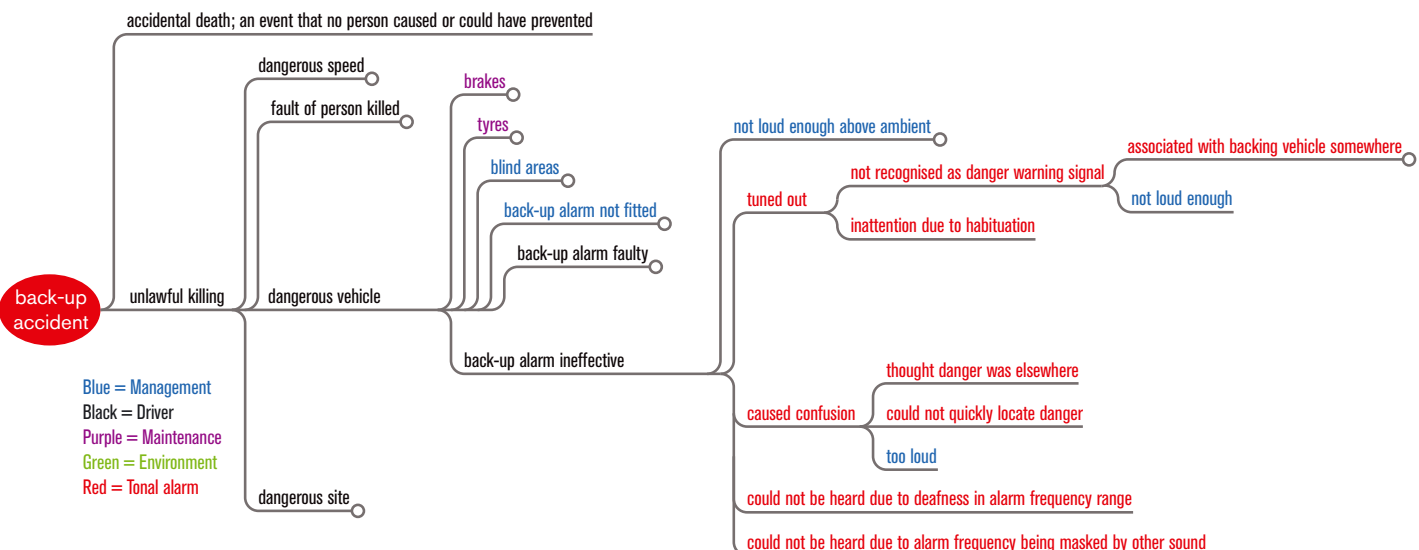 accidental death; an event that no person caused or could have prevented
dangerous speed
fault of person killed
brakes
tyres
blind areas
back-up alarm not fitted
back-up alarm faulty
back-up
accident
unlawful killing
dangerous vehicle
back-up alarm ineffective
not loud enough above ambient
tuned out
not recognised as danger warning signal
associated with backing vehicle somewhere
not loud enough
inattention due to habituation
caused confusion
thought danger was elsewhere
could not quickly locate danger
too loud
could not be heard due to deafness in alarm frequency range
could not be heard due to alarm frequency being masked by other sound
dangerous site
Blue = Management
Black = Driver
Purple = Maintenance
Green = Environment
Red = Tonal alarm